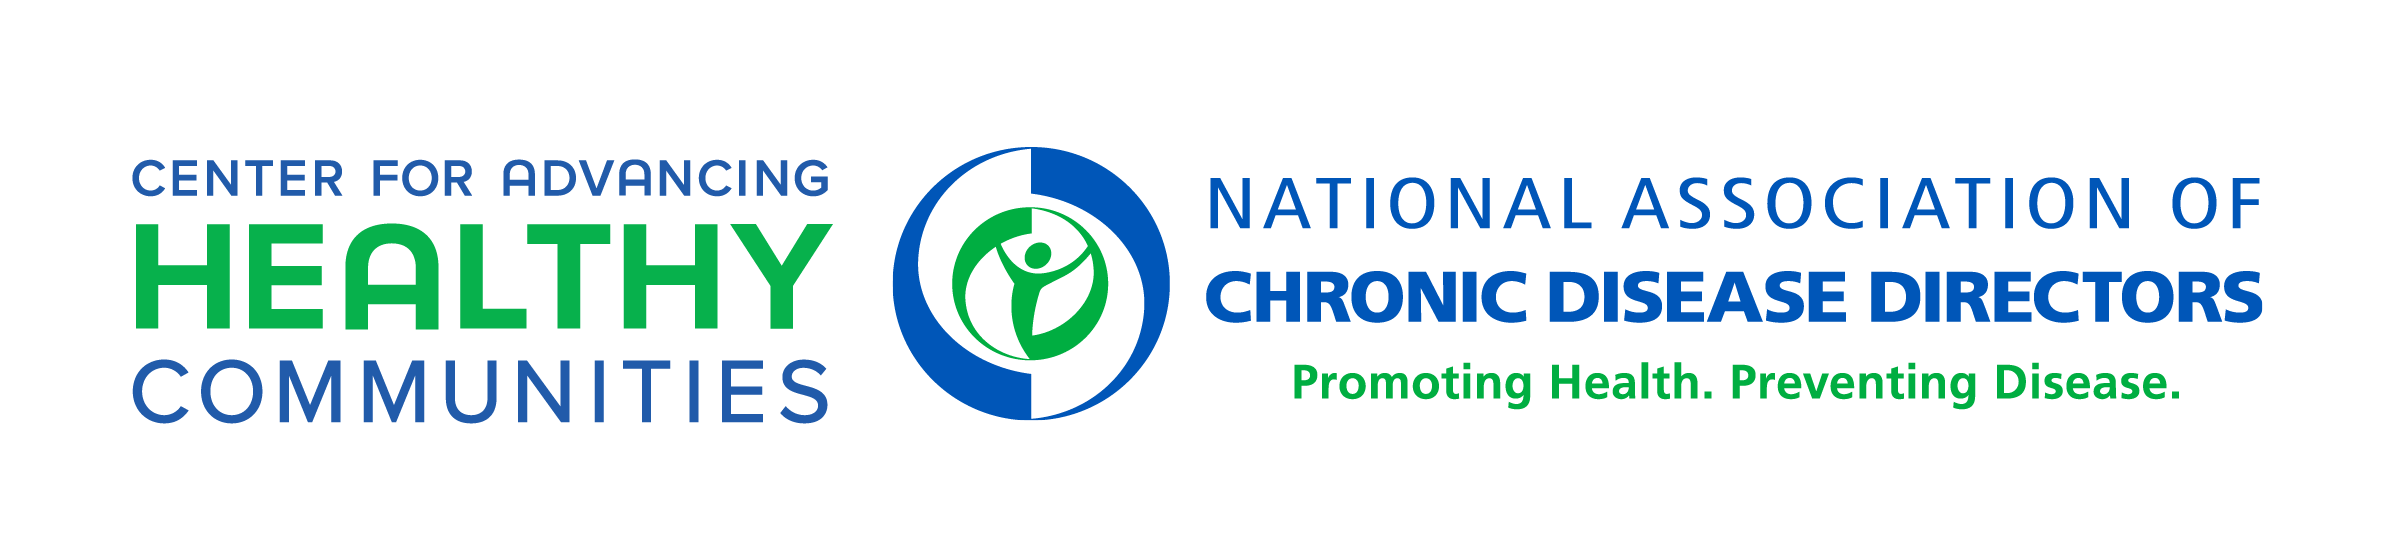 CENTER FOR ADVANCING
HEALTHY
COMMUNITIES
NATIONAL ASSOCIATION OF
CHRONIC DISEASE DIRECTORS
Promoting Health. Preventing Disease.